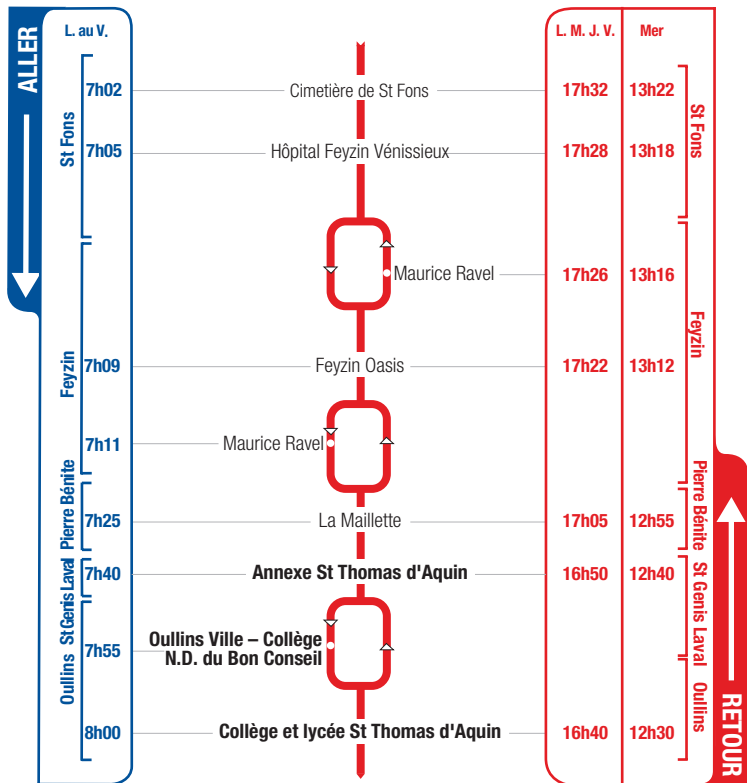 ALLER
L. au V.
L. M. J. V. Mer
St Fons
7h02 Cimetière de St Fons 17h32 13h22
St Fons
7h05 Hôpital Feyzin Vénissieux 17h28 13h18
Maurice Ravel 17h26 13h16
Feyzin
Feyzin
7h09 Feyzin Oasis 17h22 13h12
7h11 Maurice Ravel
Pierre Bénite
Pierre Bénite
7h25 La Maillette 17h05 12h55
St Genis Laval
7h40 Annexe St Thomas d'Aquin 16h50 12h40
St Genis Laval
Oullins
7h55 Oullins Ville – Collège
N.D. du Bon Conseil
Oullins
8h00 Collège et lycée St Thomas d'Aquin 16h40 12h30
RETOUR